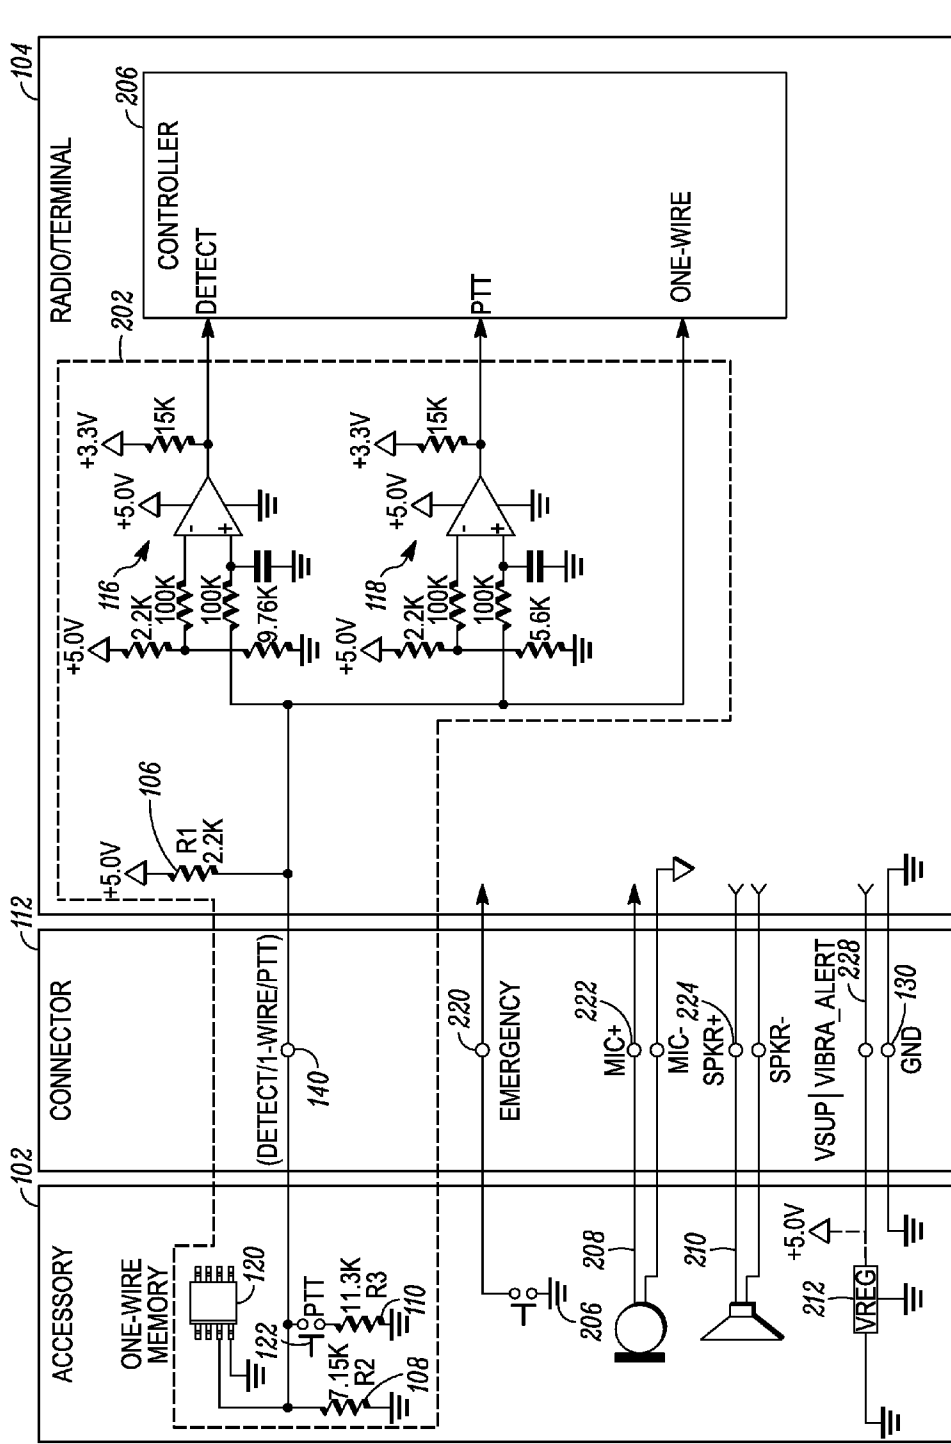 104
RADIO/TERMINAL
206
CONTROLLER
DETECT
PTT
ONE-WIRE
202
+3.3V
15K
+5.0V
116
-
+
100K
100K
+5.0V
2.2K
9.76K
+3.3V
15K
+5.0V
118
-
+
100K
100K
+5.0V
2.2K
5.6K
106
+5.0V
R1
2.2K
112
CONNECTOR
(DETECT/1-WIRE/PTT)
140
220
EMERGENCY
222
MIC+
MIC-
224
SPKR+
SPKR-
VSUP|VIBRA_ALERT
228
130
GND
102
ACCESSORY
ONE-WIRE
MEMORY
120
122
PTT
11.3K
R3
110
7.15K
R2
108
206
208
210
+5.0V
212
VREG